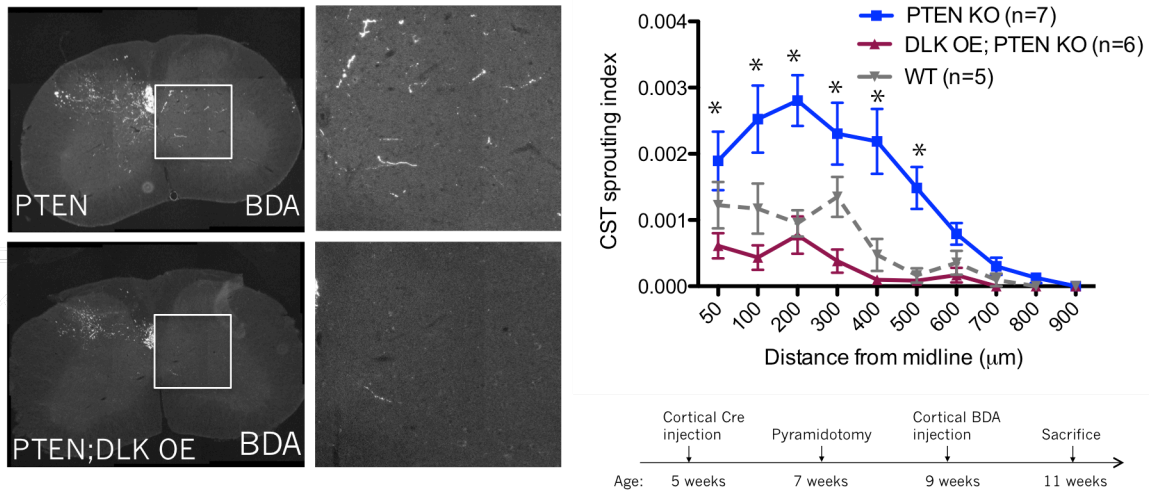 PTEN
BDA
PTEN;DLK OE
BDA
PTEN KO (n=7)
DLK OE; PTEN KO (n=6)
WT (n=5)
CST sprouting index
0.004
0.003
0.002
0.001
0.000
* * * * * *
50 100 200 300 400 500 600 700 800 900
Distance from midline (μm)
Cortical Cre
injection
Pyramidotomy
Cortical BDA
injection
Sacrifice
Age: 5 weeks 7 weeks 9 weeks 11 weeks